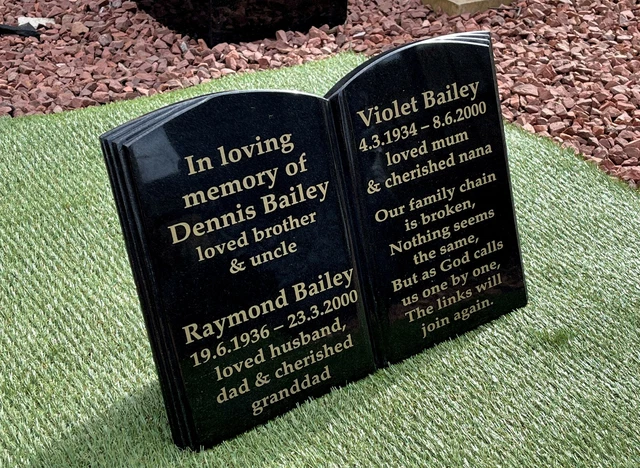 In loving
memory of
Dennis Bailey
loved brother
& uncle
Raymond Bailey
19.6.1936 – 23.3.2000
loved husband,
dad & cherished
granddad
Violet Bailey
4.3.1934 – 8.6.2000
loved mum
& cherished nana
Our family chain
is broken,
Nothing seems
the same,
But as God calls
us one by one,
The links will
join again.